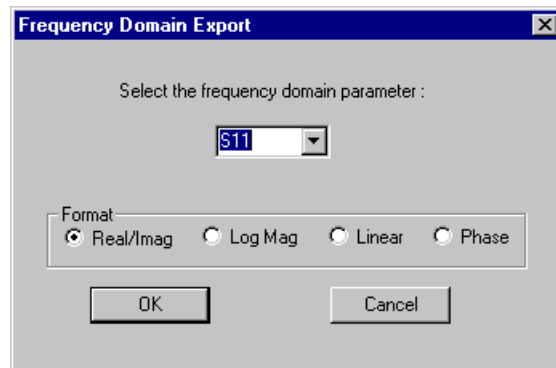 Frequency Domain Export
Select the frequency domain parameter :
S11
Format
Real/Imag Log Mag Linear Phase
OK Cancel